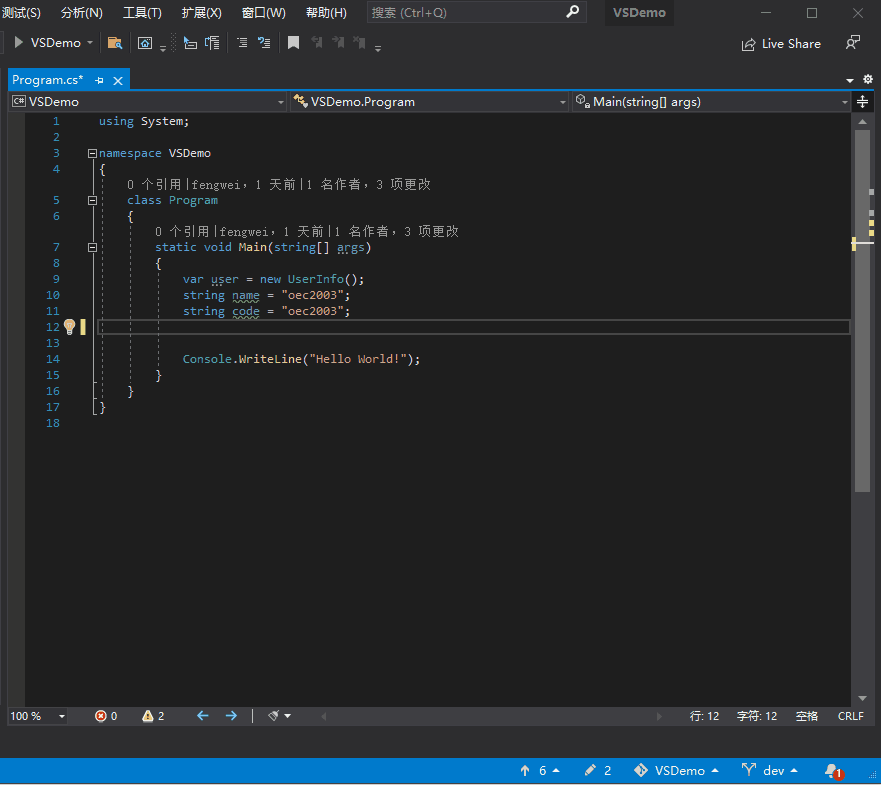 测试(S) 分析(N) 工具(T) 扩展(X) 窗口(W) 帮助(H) 搜索 (Ctrl+Q) VSDemo
VSDemo Live Share
Program.cs*
C# VSDemo VSDemo.Program Main(string[] args)
1 using System;
2
3 namespace VSDemo
4 {
0 个引用|fengwei，1 天前|1 名作者，3 项更改
5 class Program
6 {
0 个引用|fengwei，1 天前|1 名作者，3 项更改
7 static void Main(string[] args)
8 {
9 var user = new UserInfo();
10 string name = "oec2003";
11 string code = "oec2003";
12
13
14 Console.WriteLine("Hello World!");
15 }
16 }
17 }
18
100 % 0 2 行: 12 字符: 12 空格 CRLF
6 2 VSDemo dev 1